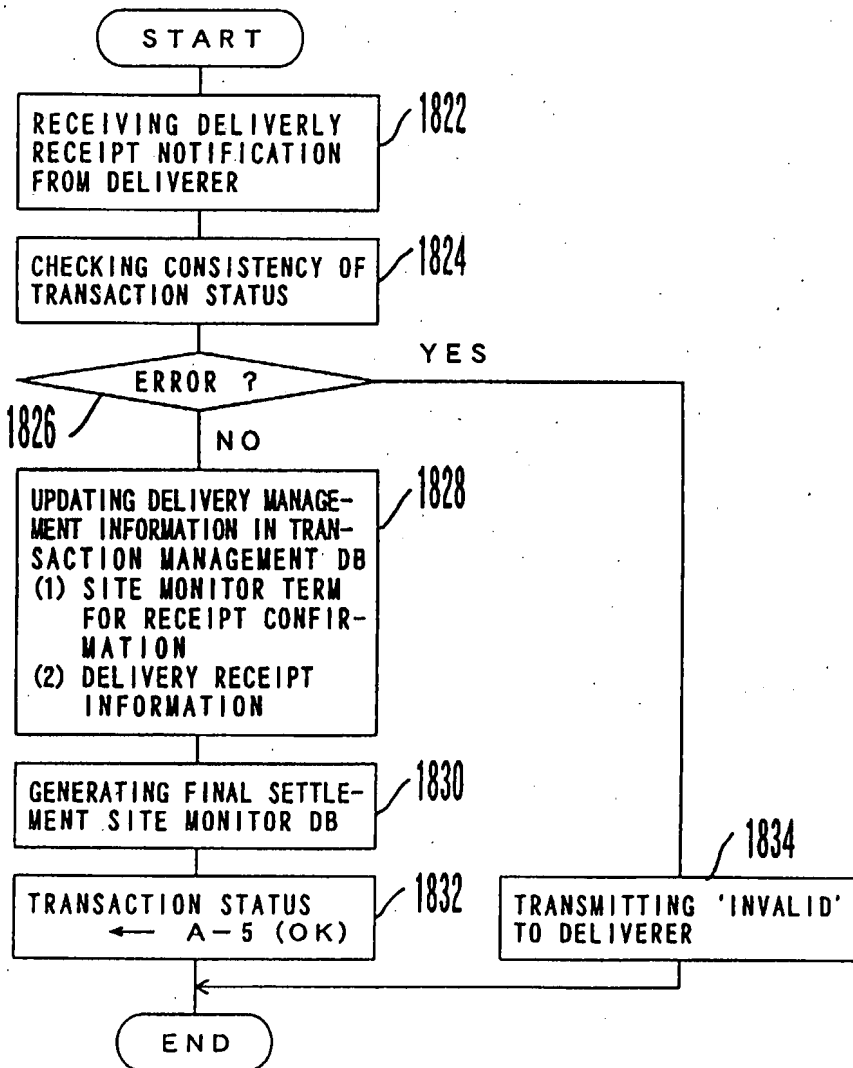 START
RECEIVING DELIVERLY
RECEIPT NOTIFICATION
FROM DELIVERER
1822
CHECKING CONSISTENCY OF
TRANSACTION STATUS
1824
ERROR ?
YES
1826
NO
UPDATING DELIVERY MANAGE-
MENT INFORMATION IN TRAN-
SACTION MANAGEMENT DB
(1) SITE MONITOR TERM
FOR RECEIPT CONFIR-
MATION
(2) DELIVERY RECEIPT
INFORMATION
1828
GENERATING FINAL SETTLE-
MENT SITE MONITOR DB
1830
TRANSACTION STATUS
← A-5 (OK)
1832
1834
TRANSMITTING 'INVALID'
TO DELIVERER
END